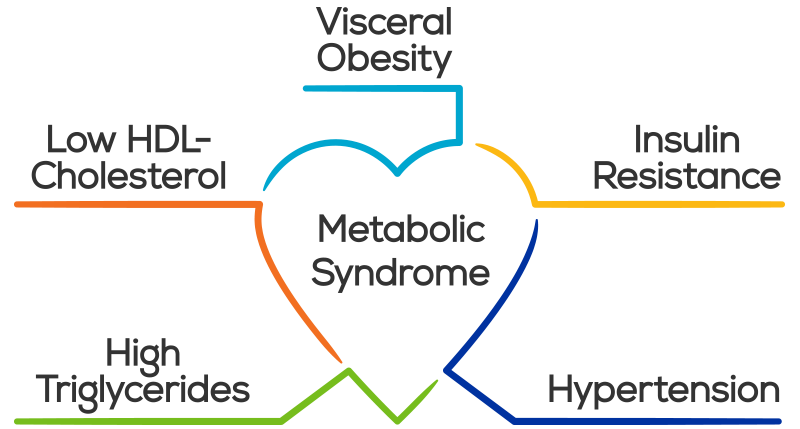 Visceral
Obesity
Low HDL-
Cholesterol
Insulin
Resistance
Metabolic
Syndrome
High
Triglycerides
Hypertension